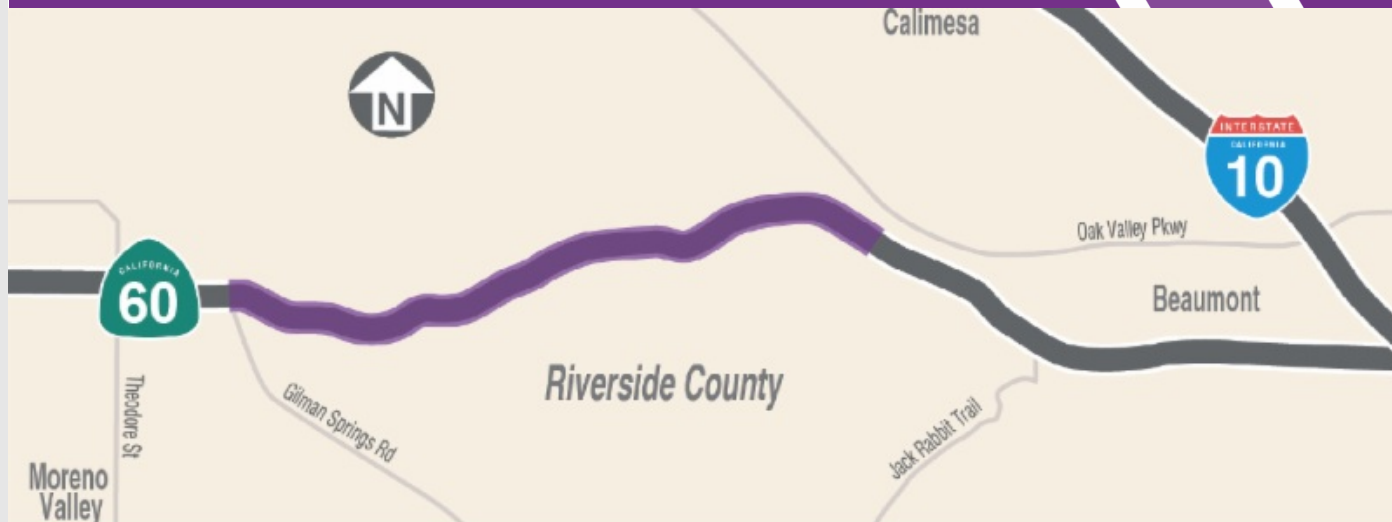 Calimesa
N
INTERSTATE
CALIFORNIA
10
Oak Valley Pkwy
CALIFORNIA
60
Beaumont
Riverside County
Theodore St
Gilman Springs Rd
Jack Rabbit Trail
Moreno
Valley